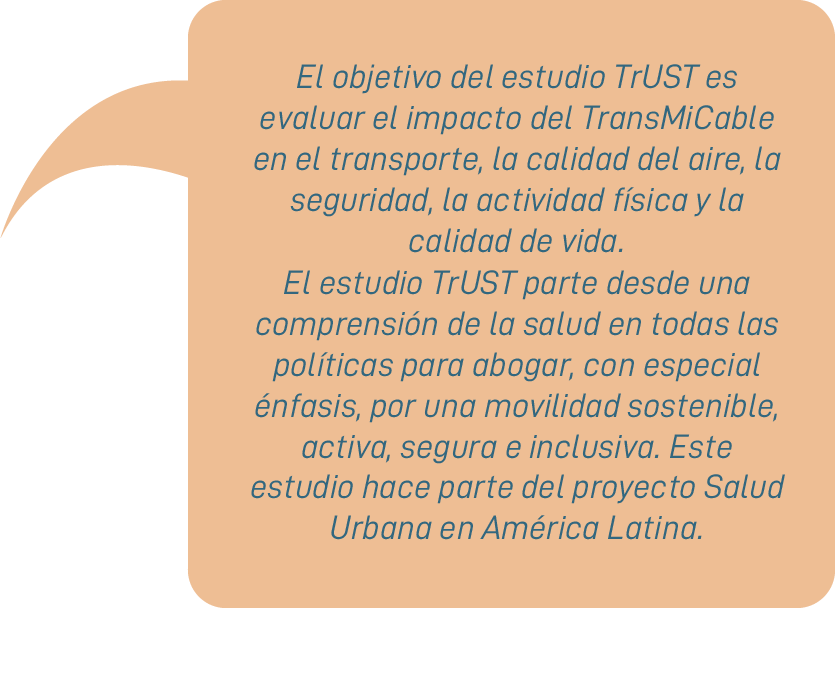 El objetivo del estudio TrUST es
evaluar el impacto del TransMiCable
en el transporte, la calidad del aire, la
seguridad, la actividad física y la
calidad de vida.
El estudio TrUST parte desde una
comprensión de la salud en todas las
políticas para abogar, con especial
énfasis, por una movilidad sostenible,
activa, segura e inclusiva. Este
estudio hace parte del proyecto Salud
Urbana en América Latina.